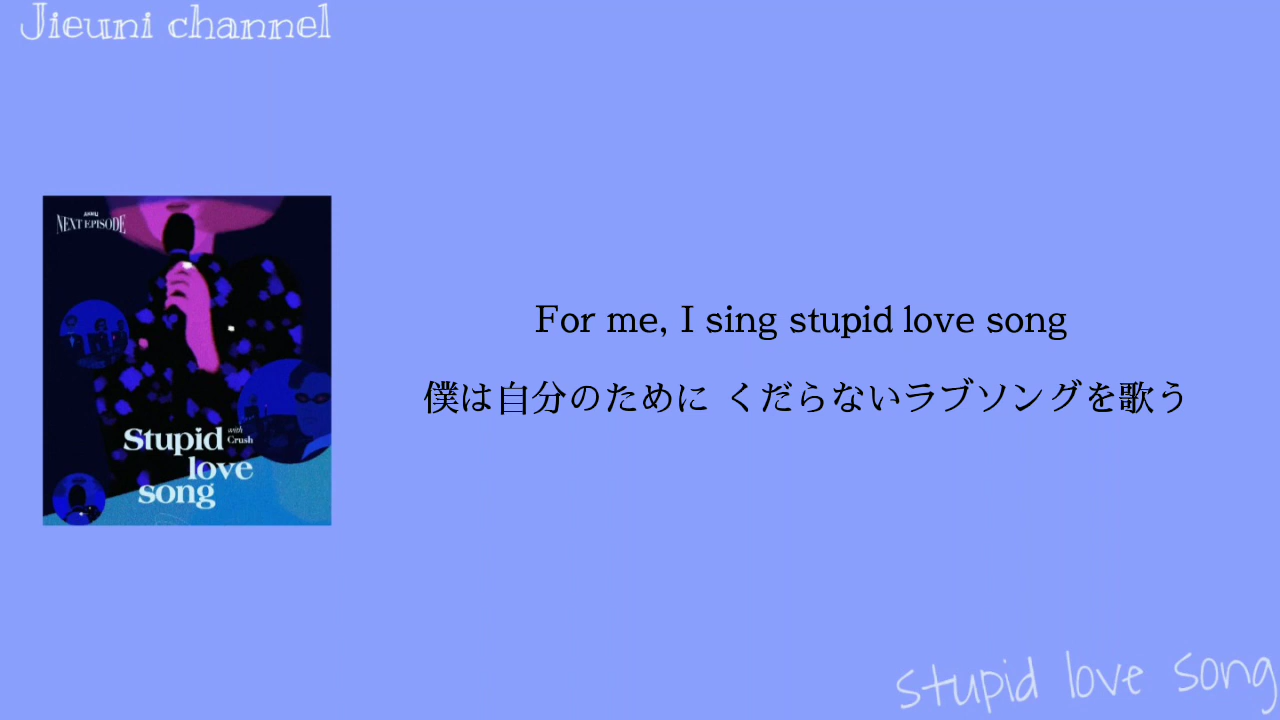 Jieuni channel
AKMU
NEXT EPISODE
Stupid with Crush
love
song
For me, I sing stupid love song
僕は自分のために くだらないラブソングを歌う
stupid love song